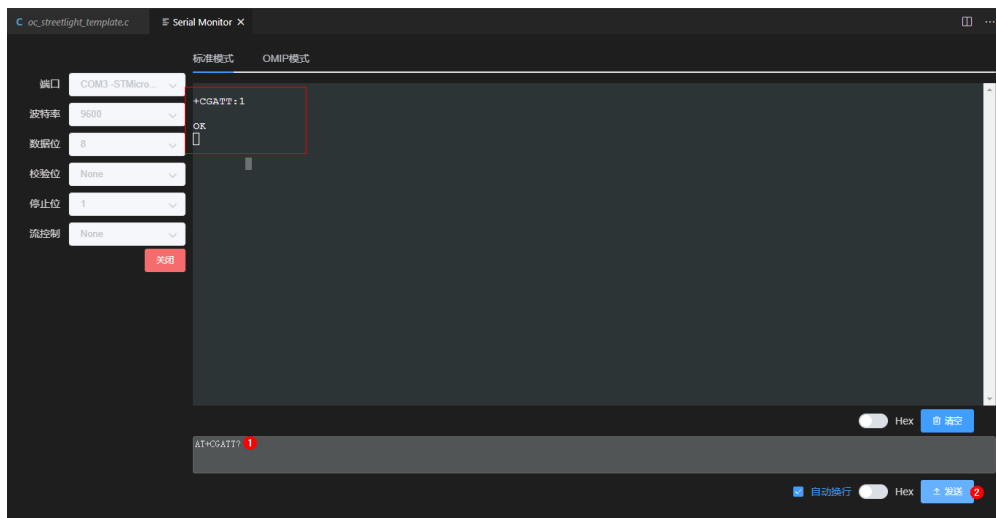 oc_streetlight_template.c Serial Monitor
标准模式 OMIP模式
端口 COM3 -STMicro...
波特率 9600
数据位 8
校验位 None
停止位 1
流控制 None
关闭
+CGATT:1
OK
Hex 清空
AT+CGATT? 1
自动换行 Hex 发送 2